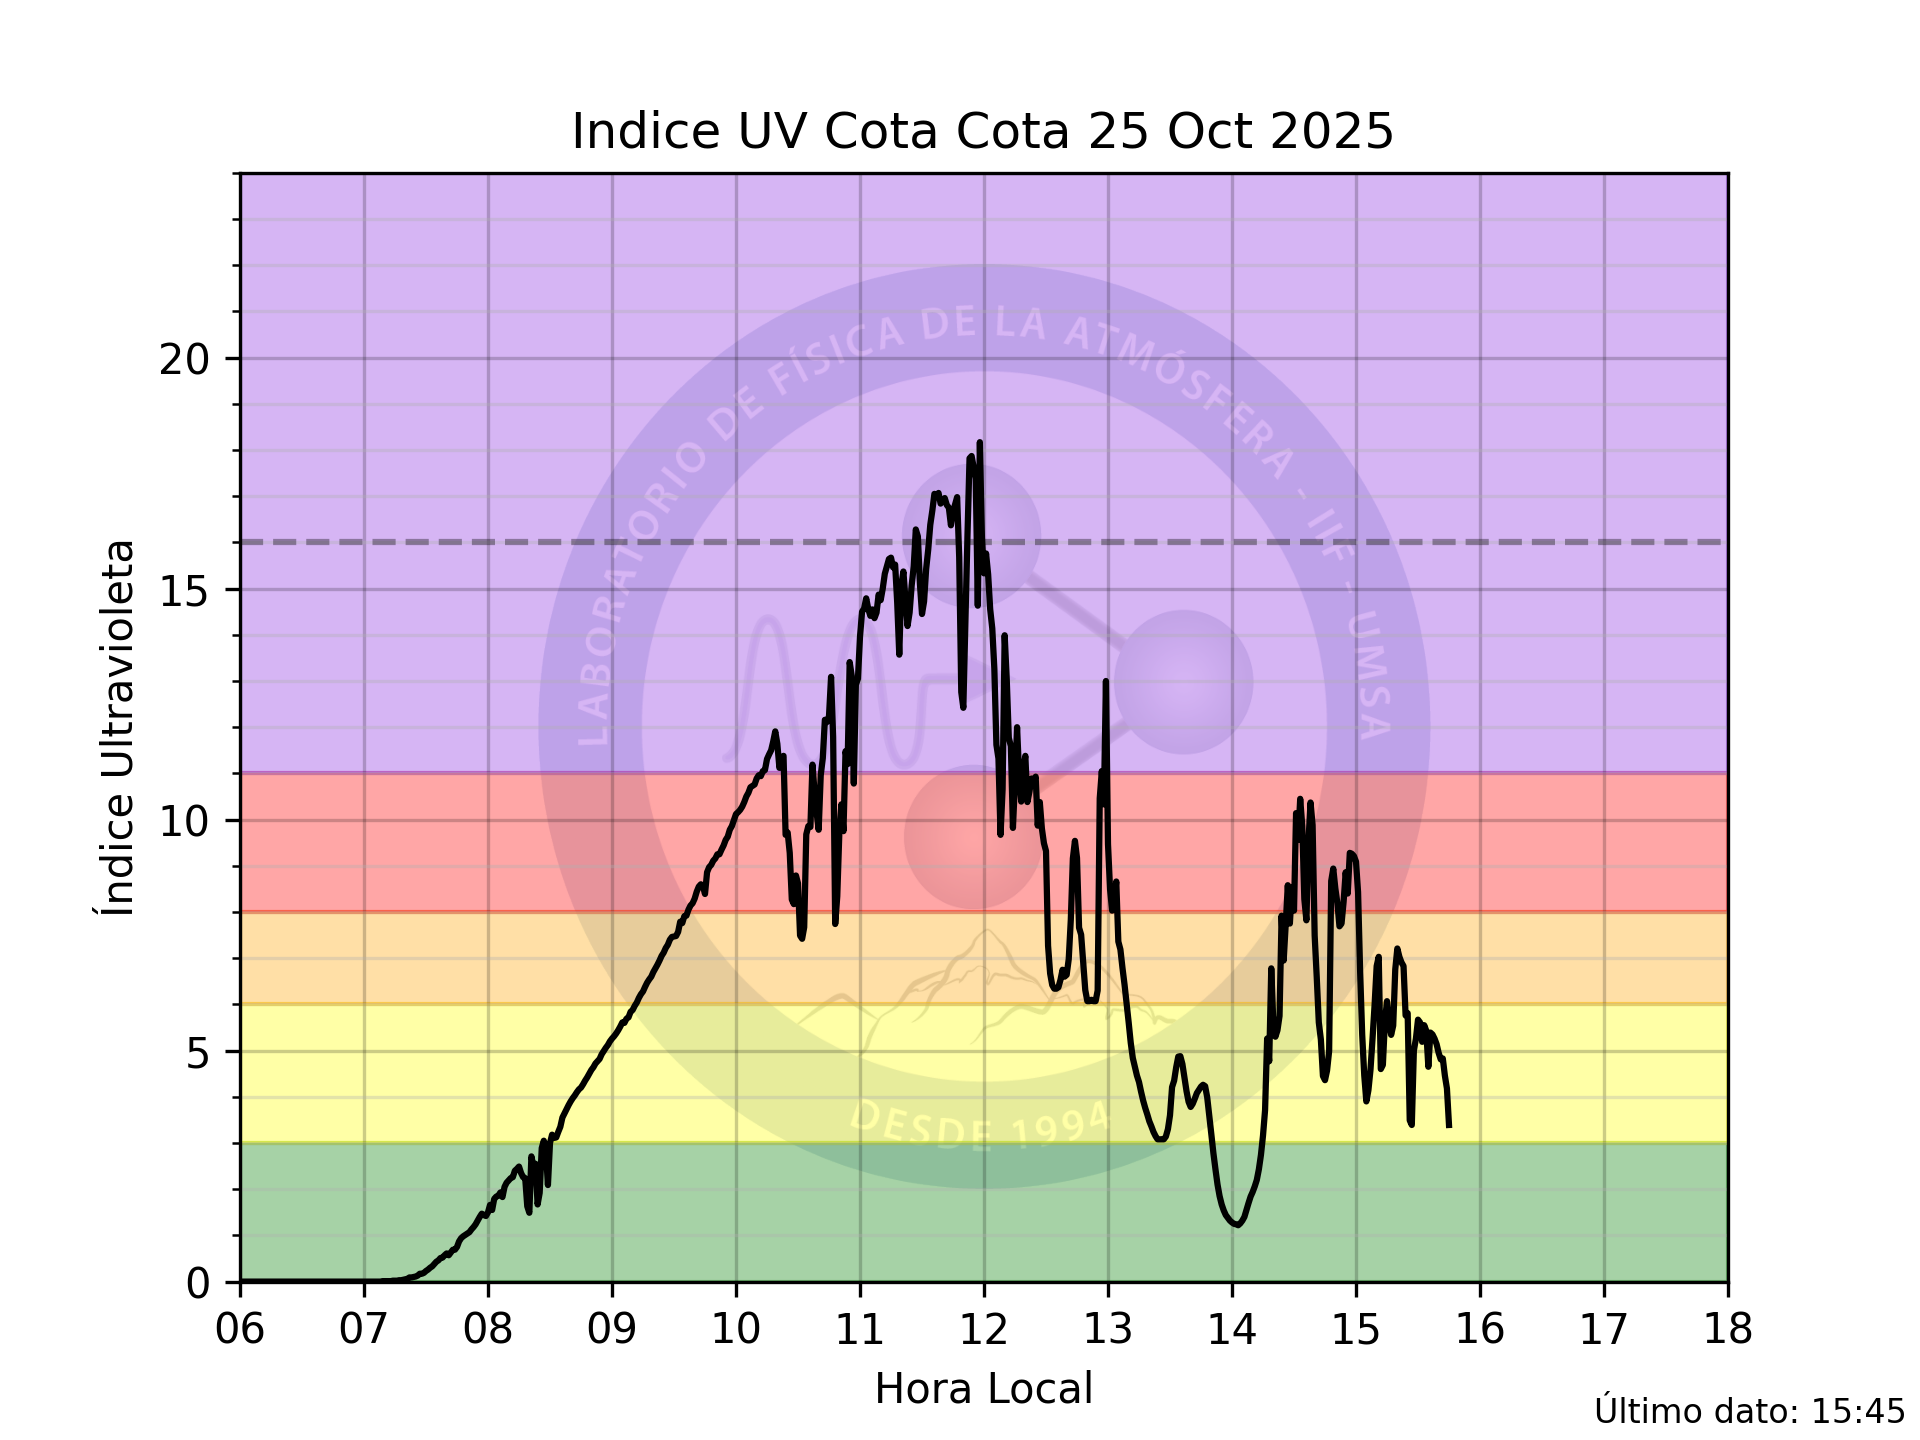 Indice UV Cota Cota 25 Oct 2025
Índice Ultravioleta
20
15
10
5
0
LABORATORIO DE FÍSICA DE LA ATMÓSFERA - IIF - UMSA
DESDE 1994
06 07 08 09 10 11 12 13 14 15 16 17 18
Hora Local
Último dato: 15:45